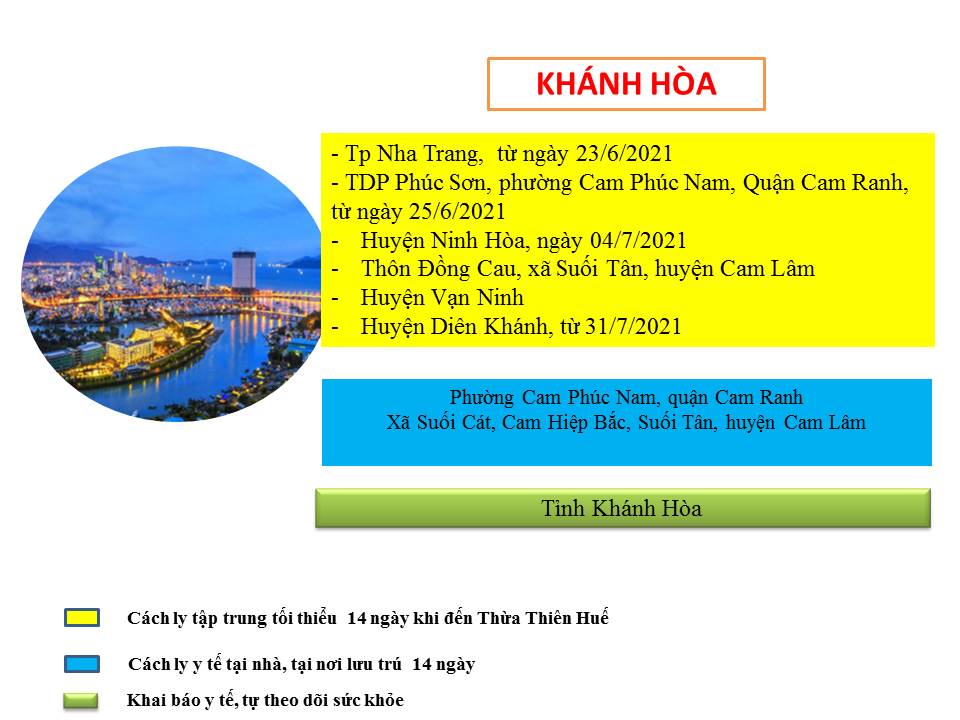 KHÁNH HÒA
- Tp Nha Trang, từ ngày 23/6/2021
- TDP Phúc Sơn, phường Cam Phúc Nam, Quận Cam Ranh,
từ ngày 25/6/2021
- Huyện Ninh Hòa, ngày 04/7/2021
- Thôn Đồng Cau, xã Suối Tân, huyện Cam Lâm
- Huyện Vạn Ninh
- Huyện Diên Khánh, từ 31/7/2021
Phường Cam Phúc Nam, quận Cam Ranh
Xã Suối Cát, Cam Hiệp Bắc, Suối Tân, huyện Cam Lâm
Tỉnh Khánh Hòa
Cách ly tập trung tối thiểu 14 ngày khi đến Thừa Thiên Huế
Cách ly y tế tại nhà, tại nơi lưu trú 14 ngày
Khai báo y tế, tự theo dõi sức khỏe